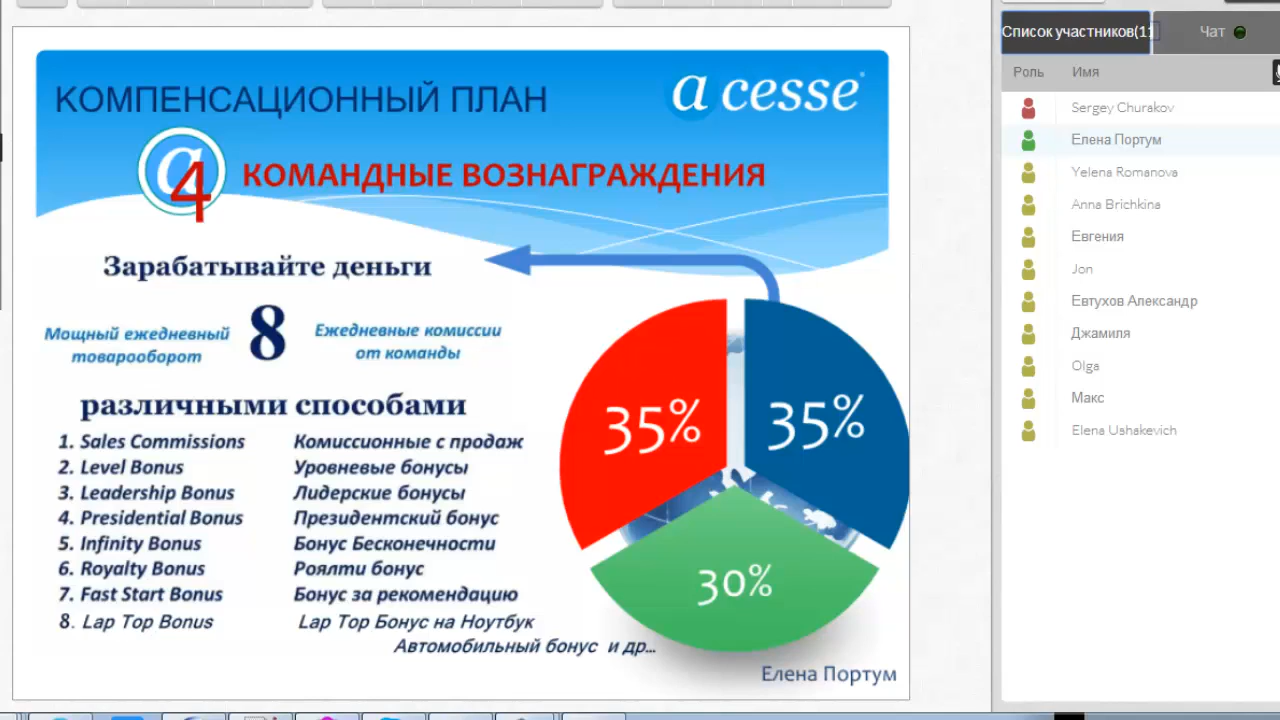 КОМПЕНСАЦИОННЫЙ ПЛАН
a cesse
a 4
КОМАНДНЫЕ ВОЗНАГРАЖДЕНИЯ
Зарабатывайте деньги
Мощный ежедневный
товарооборот
8
Ежедневные комиссии
от команды
различными способами
1. Sales Commissions Комиссионные с продаж
2. Level Bonus Уровневые бонусы
3. Leadership Bonus Лидерские бонусы
4. Presidential Bonus Президентский бонус
5. Infinity Bonus Бонус Бесконечности
6. Royalty Bonus Роялти бонус
7. Fast Start Bonus Бонус за рекомендацию
8. Lap Top Bonus Lap Top Бонус на Ноутбук
Автомобильный бонус и др...
35%
35%
30%
Елена Портум
Список участников(11
Чат
Роль Имя
Sergey Churakov
Елена Портум
Yelena Romanova
Anna Brichkina
Евгения
Jon
Евтухов Александр
Джамиля
Olga
Макс
Elena Ushakevich